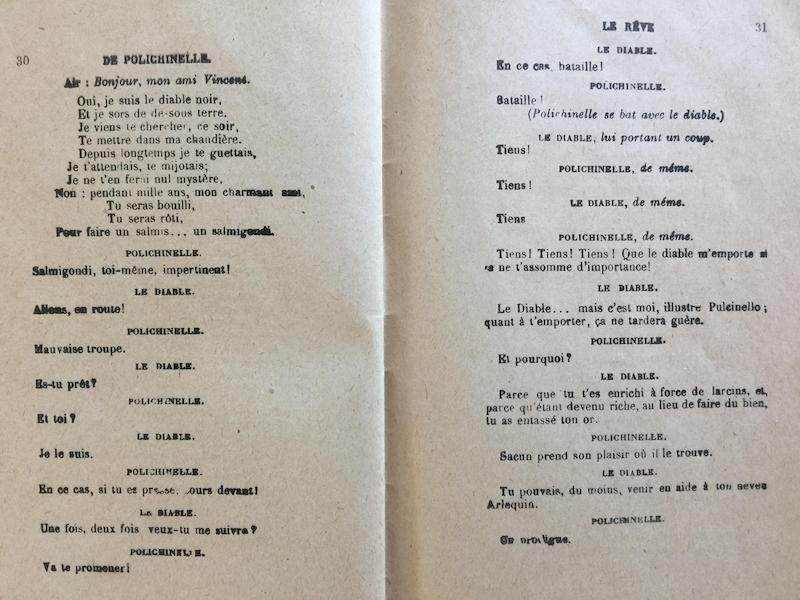 30
DE POLICHINELLE.
Air : Bonjour, mon ami Vincent.
Oui, je suis le diable noir,
Et je sors de de-sous terre.
Je viens te chercher, ce soir,
Te mettre dans ma chaudière.
Depuis longtemps je te guettais,
Je t'attendais, te mijotais;
Je ne t'en ferai nul mystère,
Non : pendant mille ans, mon charmant ami,
Tu seras bouilli,
Tu seras rôti,
Pour faire un salmis... un salmigondi.
POLICHINELLE.
Salmigondi, toi-même, impertinent!
LE DIABLE.
Allons, en route!
POLICHINELLE.
Mauvaise troupe.
LE DIABLE.
Es-tu prêt?
POLICHINELLE.
Et toi?
LE DIABLE.
Je le suis.
POLICHINELLE.
En ce cas, si tu es devant!
LE DIABLE.
Une fois, deux fois veux-tu me suivre?
POLICHINELLE.
Va te promener!
LE RÊVE
31
LE DIABLE.
En ce cas, bataille!
POLICHINELLE.
Bataille!
(Polichinelle se bat avec le diable.)
LE DIABLE, lui portant un coup.
Tiens!
POLICHINELLE, de même.
Tiens!
LE DIABLE, de même.
Tiens
POLICHINELLE, de même.
Tiens! Tiens! Tiens! Que le diable m'emporte si
ne t'assomme d'importance!
LE DIABLE.
Le Diable... mais c'est moi, illustre Pulcinello;
quant à t'emporter, ça ne tardera guère.
POLICHINELLE.
Et pourquoi?
LE DIABLE.
Parce que tu t'es enrichi à force de larcins, et,
parce qu'étant devenu riche, au lieu de faire du bien,
tu as entassé ton or.
POLICHINELLE.
Sacun prend son plaisir où il le trouve.
LE DIABLE.
Tu pouvais, du moins, venir en aide à ton neveu
Arlequin.
POLICHINELLE.